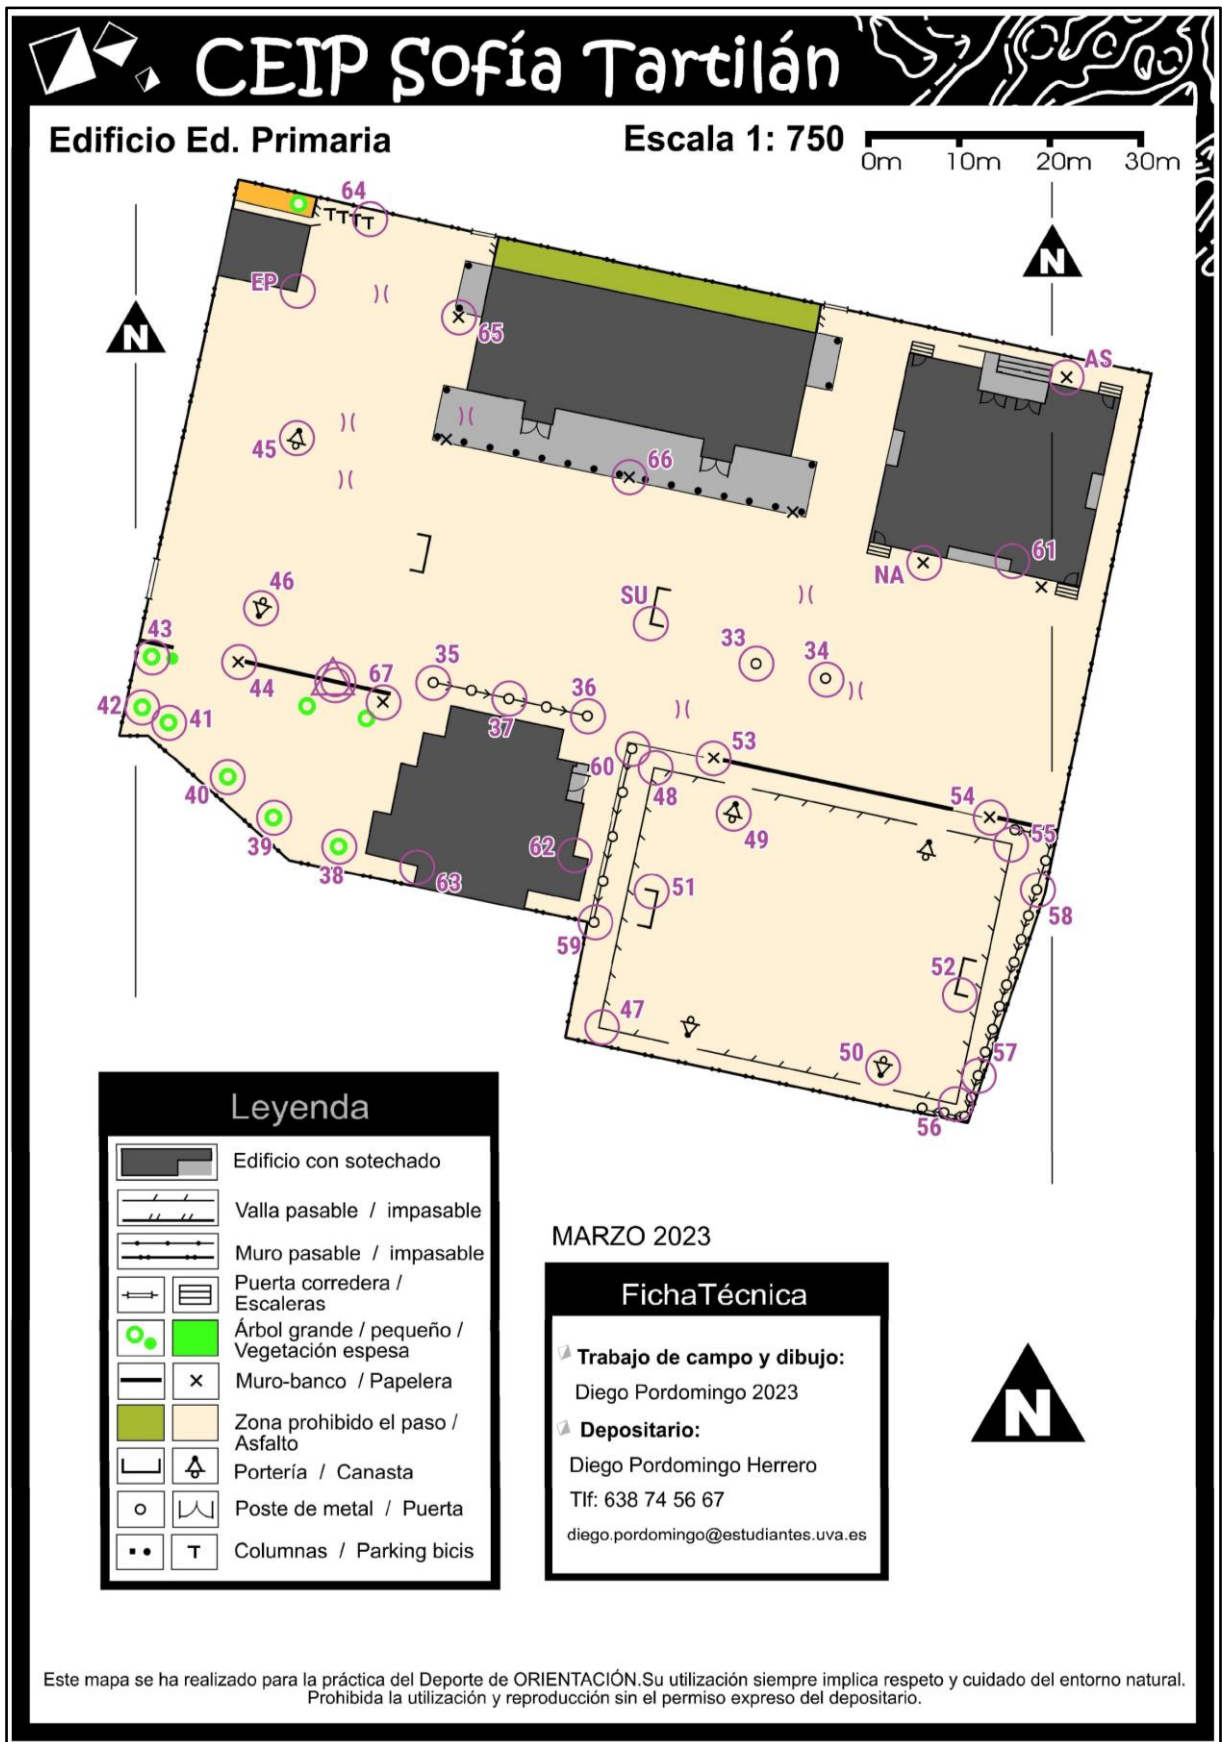 CEIP Sofía Tartilán
Edificio Ed. Primaria
Escala 1: 750
0m 10m 20m 30m
64
N
EP
N
65
AS
45
66
61
NA
46
SU
43
33
34
35
67
44
36
42
41
37
53
60
48
40
54
49
55
39
62
38
63
51
58
59
52
47
50
57
56
Leyenda
Edificio con sotechado
Valla pasable / impasable
Muro pasable / impasable
Puerta corredera /
Escaleras
Árbol grande / pequeño /
Vegetación espesa
Muro-banco / Papelera
Zona prohibido el paso /
Asfalto
Portería / Canasta
Poste de metal / Puerta
Columnas / Parking bicis
MARZO 2023
FichaTécnica
Trabajo de campo y dibujo:
Diego Pordomingo 2023
Depositario:
Diego Pordomingo Herrero
Tlf: 638 74 56 67
diego.pordomingo@estudiantes.uva.es
N
Este mapa se ha realizado para la práctica del Deporte de ORIENTACIÓN.Su utilización siempre implica respeto y cuidado del entorno natural.
Prohibida la utilización y reproducción sin el permiso expreso del depositario.